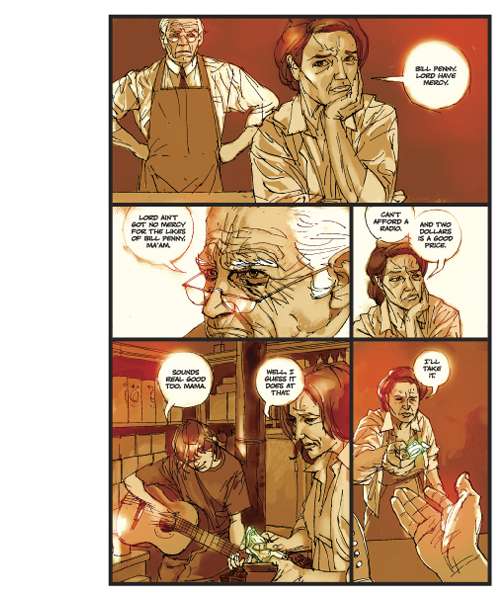 BILL PENNY.
LORD HAVE
MERCY.
LORD AIN'T
GOT NO MERCY
FOR THE LIKES
OF BILL PENNY,
MA'AM.
CAN'T
AFFORD A
RADIO.
AND TWO
DOLLARS
IS A GOOD
PRICE.
SOUNDS
REAL GOOD
TOO, MAMA.
WELL, I
GUESS IT
DOES AT
THAT.
I'LL
TAKE
IT.